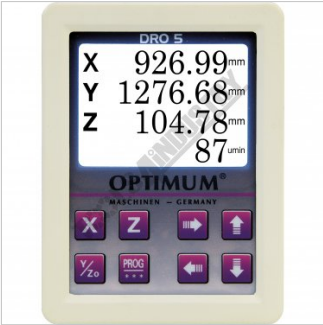 DRO 5
X 926.99mm
Y 1276.68mm
Z 104.78mm
87umin
OPTIMUM®
MASCHINEN – GERMANY
X Z
Y/Zo PROG